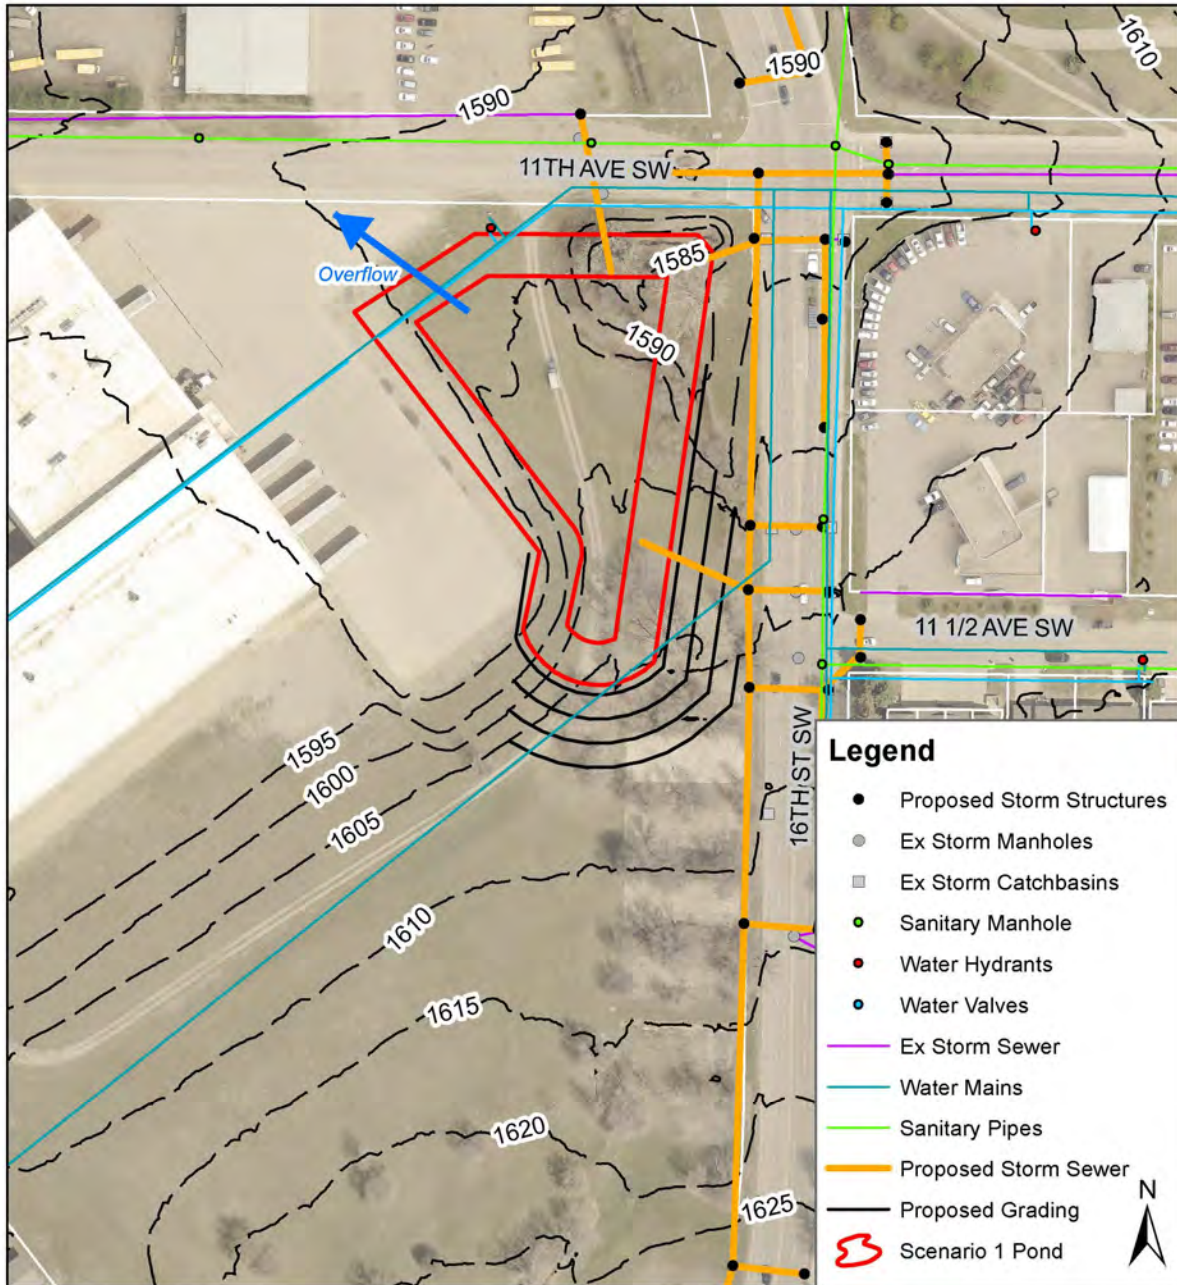 1610
1590
1590
11TH AVE SW
1585
Overflow
1590
11 1/2 AVE SW
1595
1600
1605
16TH ST SW
1610
1615
1620
1625
Legend
Proposed Storm Structures
Ex Storm Manholes
Ex Storm Catchbasins
Sanitary Manhole
Water Hydrants
Water Valves
Ex Storm Sewer
Water Mains
Sanitary Pipes
Proposed Storm Sewer
Proposed Grading
Scenario 1 Pond
N